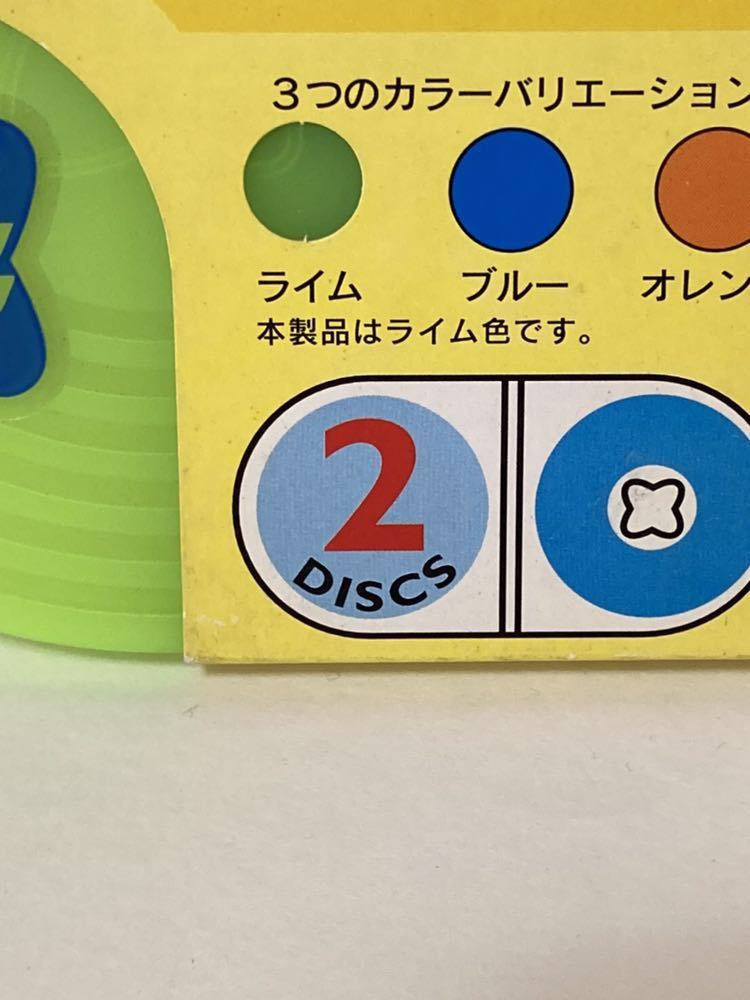 ３つのカラーバリエーション
ライム ブルー オレン
本製品はライム色です。
2
DISCS